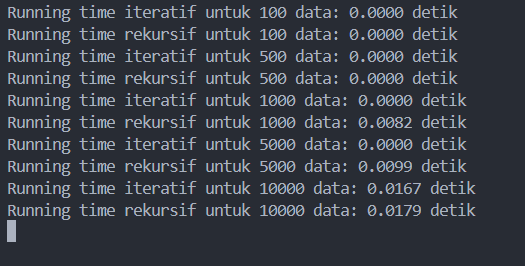 Running time iteratif untuk 100 data: 0.0000 detik
Running time rekursif untuk 100 data: 0.0000 detik
Running time iteratif untuk 500 data: 0.0000 detik
Running time rekursif untuk 500 data: 0.0000 detik
Running time iteratif untuk 1000 data: 0.0000 detik
Running time rekursif untuk 1000 data: 0.0082 detik
Running time iteratif untuk 5000 data: 0.0000 detik
Running time rekursif untuk 5000 data: 0.0099 detik
Running time iteratif untuk 10000 data: 0.0167 detik
Running time rekursif untuk 10000 data: 0.0179 detik